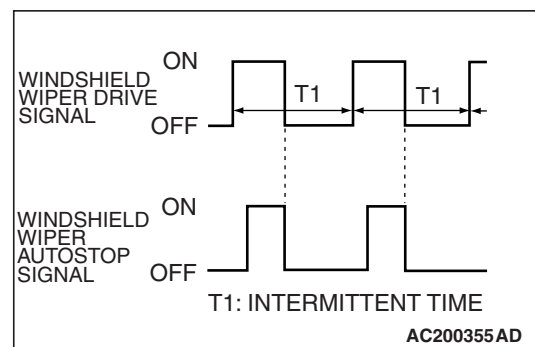 WINDSHIELD
WIPER DRIVE
SIGNAL
ON
OFF
T1
T1
WINDSHIELD
WIPER
AUTOSTOP
SIGNAL
ON
OFF
T1: INTERMITTENT TIME
AC200355AD